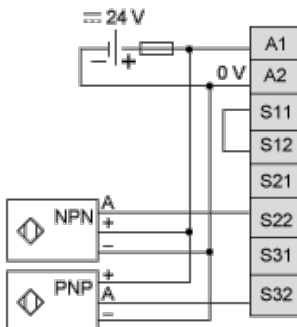 ⎓ 24 V
− +
A1
0 V A2
S11
S12
S21
NPN A S22
+
−
S31
PNP +
A S32
−